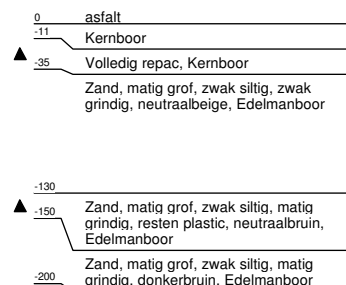 0 asfalt
-11 Kernboor
-35 Volledig repac, Kernboor
Zand, matig grof, zwak siltig, zwak
grindig, neutraalbeige, Edelmanboor
-130
-150 Zand, matig grof, zwak siltig, matig
grindig, resten plastic, neutraalbruin,
Edelmanboor
Zand, matig grof, zwak siltig, matig
-200 grindig, donkerbruin, Edelmanboor